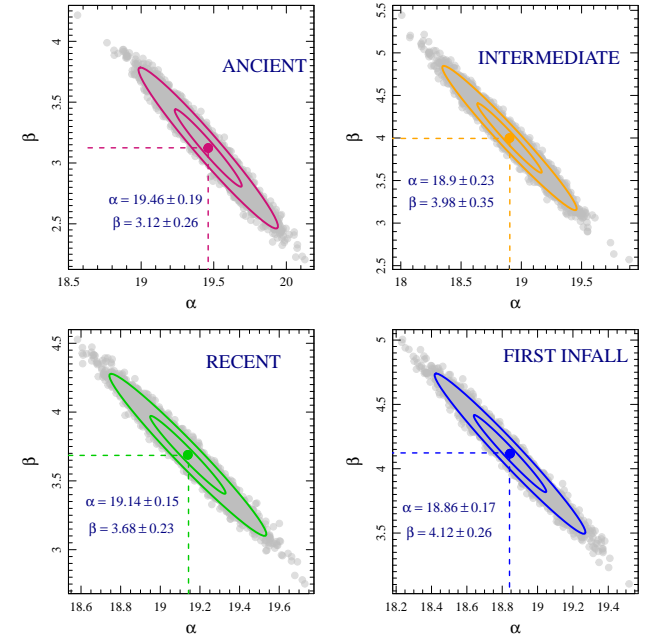 ANCIENT
α = 19.46 ± 0.19
β = 3.12 ± 0.26
β
2.5
3
3.5
4
18.5 19 19.5 20
α
INTERMEDIATE
α = 18.9 ± 0.23
β = 3.98 ± 0.35
β
2.5 3 3.5 4 4.5 5 5.5
18 18.5 19 19.5
α
RECENT
α = 19.14 ± 0.15
β = 3.68 ± 0.23
β
3
3.5
4
4.5
18.6 18.8 19 19.2 19.4 19.6
α
FIRST INFALL
α = 18.86 ± 0.17
β = 4.12 ± 0.26
β
3.5
4
4.5
5
18.2 18.4 18.6 18.8 19 19.2 19.4
α